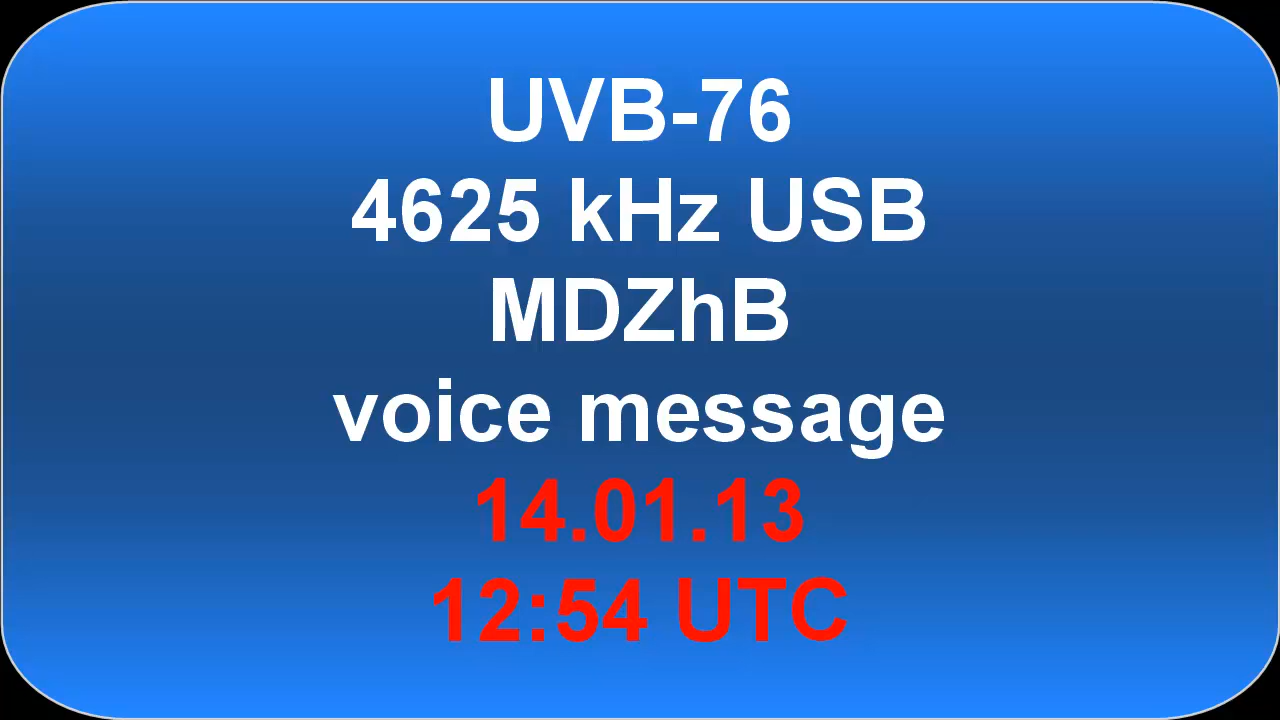 UVB-76
4625 kHz USB
MDZhB
voice message
14.01.13
12:54 UTC